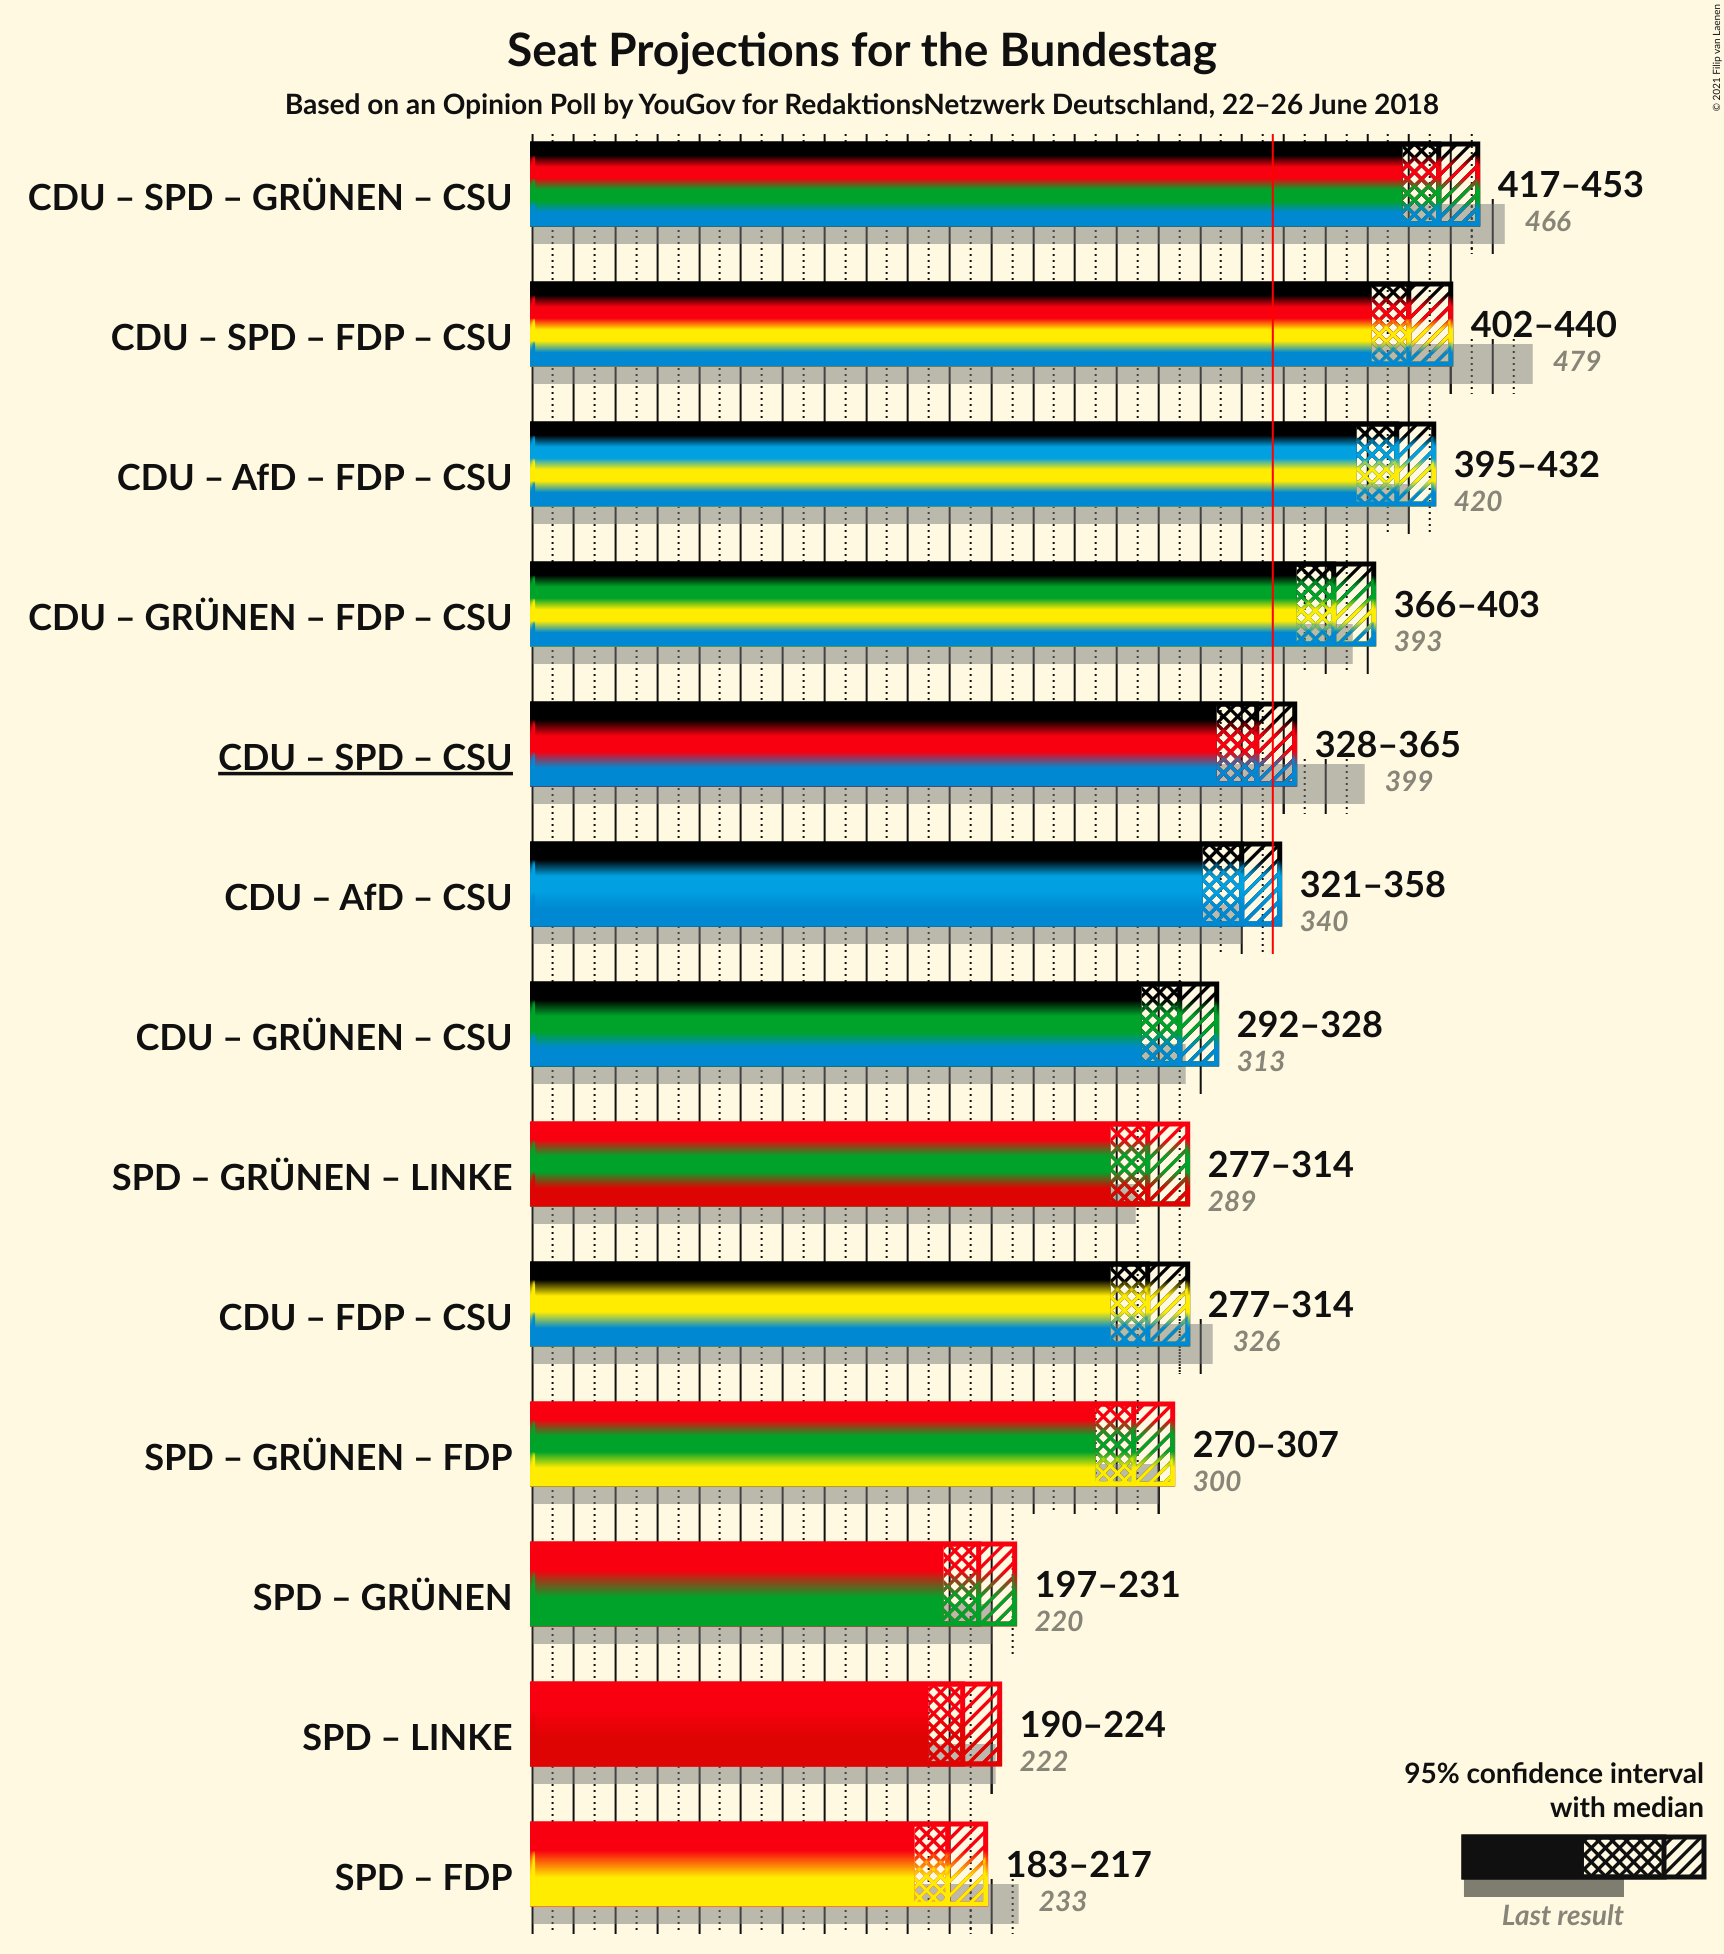 Seat Projections for the Bundestag
Based on an Opinion Poll by YouGov for RedaktionsNetzwerk Deutschland, 22–26 June 2018
© 2021 Filip van Laenen
CDU – SPD – GRÜNEN – CSU
417–453
466
CDU – SPD – FDP – CSU
402–440
479
CDU – AfD – FDP – CSU
395–432
420
CDU – GRÜNEN – FDP – CSU
366–403
393
CDU – SPD – CSU
328–365
399
CDU – AfD – CSU
321–358
340
CDU – GRÜNEN – CSU
292–328
313
SPD – GRÜNEN – LINKE
277–314
289
CDU – FDP – CSU
277–314
326
SPD – GRÜNEN – FDP
270–307
300
SPD – GRÜNEN
197–231
220
SPD – LINKE
190–224
222
SPD – FDP
183–217
233
95% confidence interval
with median
Last result